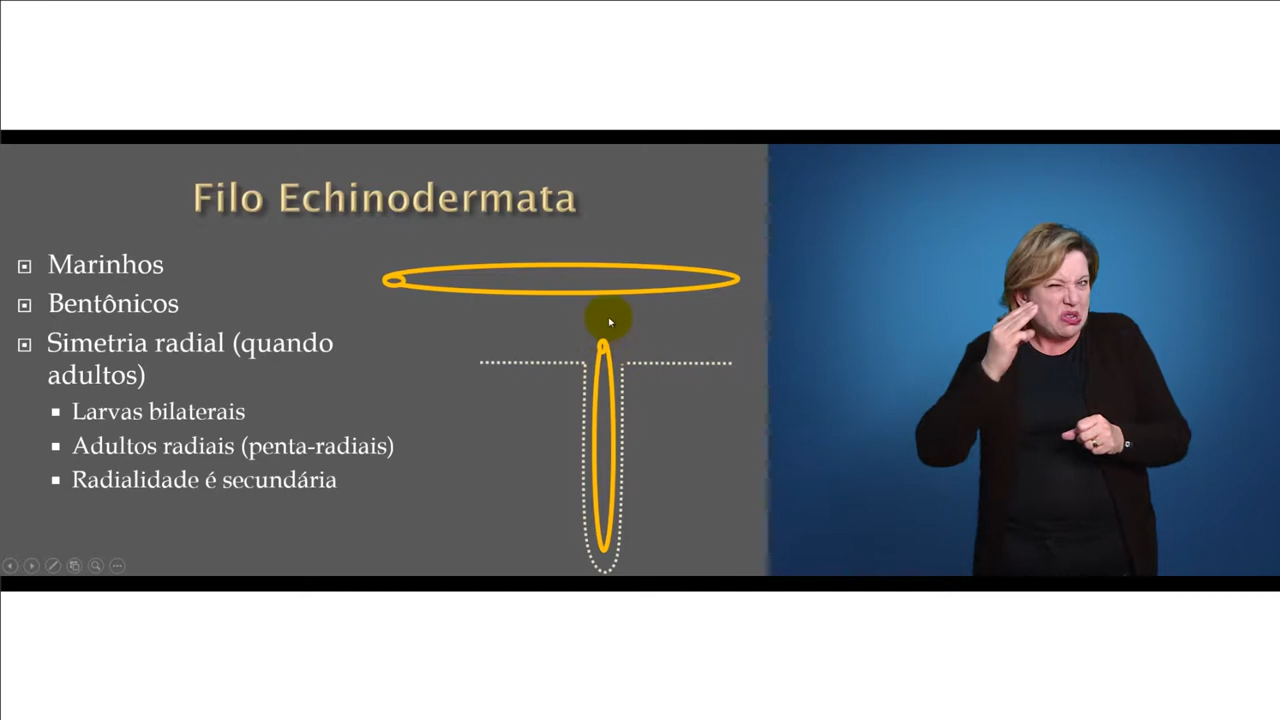 Filo Echinodermata
Marinhos
Bentônicos
Simetria radial (quando
adultos)
Larvas bilaterais
Adultos radiais (penta-radiais)
Radialidade é secundária